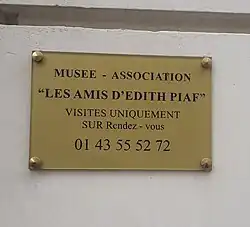 MUSEE - ASSOCIATION
"LES AMIS D'EDITH PIAF"
VISITES UNIQUEMENT
SUR Rendez - vous
01 43 55 52 72